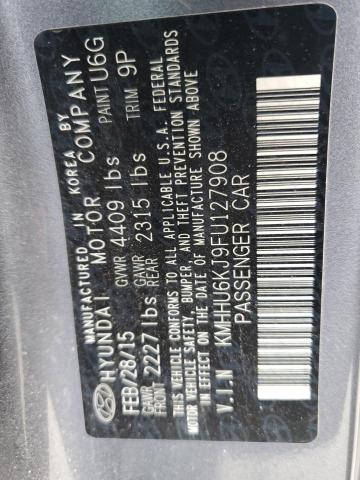 MANUFACTURED IN KOREA BY
HYUNDAI MOTOR COMPANY
FEB/28/15 GVWR 4409 lbs PAINT U6G
GAWR FRONT 2227 lbs GAWR REAR 2315 lbs TRIM 9P
THIS VEHICLE CONFORMS TO ALL APPLICABLE U.S.A. FEDERAL
MOTOR VEHICLE SAFETY, BUMPER, AND THEFT PREVENTION STANDARDS
IN EFFECT ON THE DATE OF MANUFACTURE SHOWN ABOVE
V.I.N KMHHU6KJ9FU127908
PASSENGER CAR